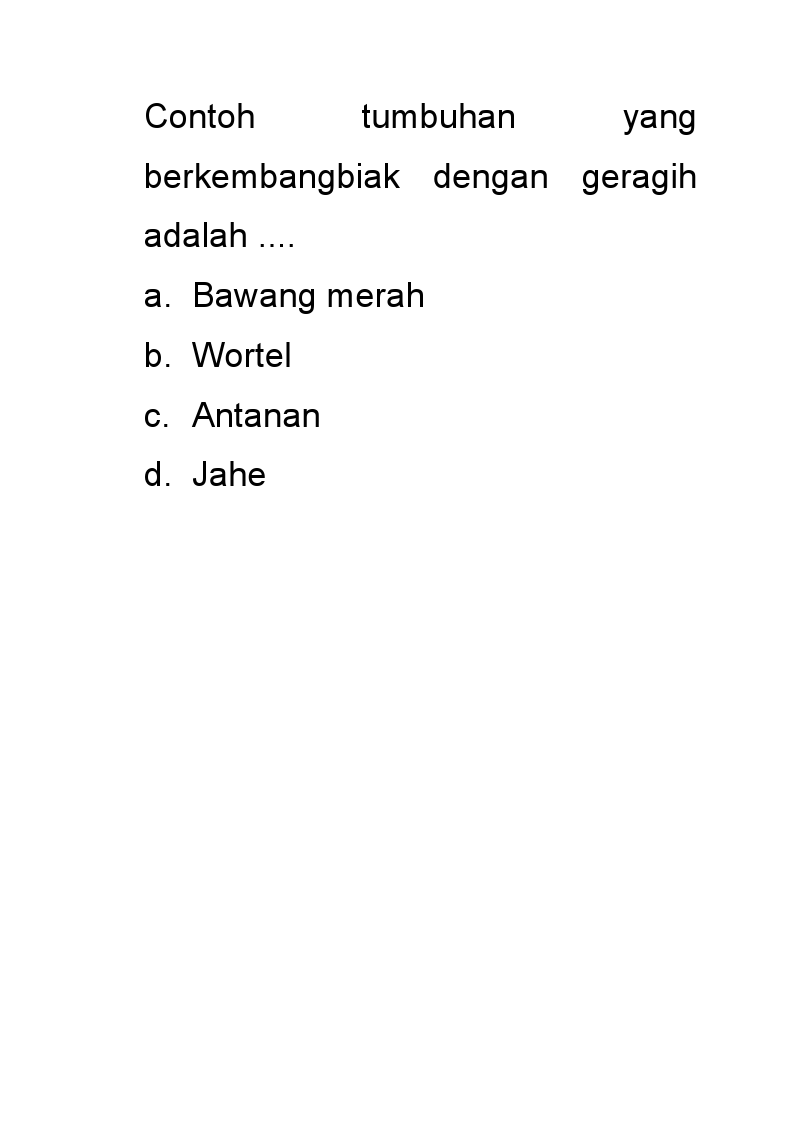 Contoh tumbuhan yang
berkembangbiak dengan geragih
adalah ....
a. Bawang merah
b. Wortel
c. Antanan
d. Jahe